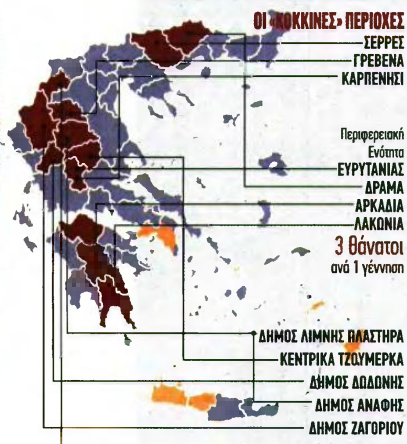 ΟΙ «ΚΟΚΚΙΝΕΣ» ΠΕΡΙΟΧΕΣ
ΣΕΡΡΕΣ
ΓΡΕΒΕΝΑ
ΚΑΡΠΕΝΗΣΙ
Περιφερειακή
Ενότητα
ΕΥΡΥΤΑΝΙΑΣ
ΔΡΑΜΑ
ΑΡΚΑΔΙΑ
ΛΑΚΩΝΙΑ
3 θάνατοι
ανά 1 γέννηση
ΔΗΜΟΣ ΛΙΜΝΗΣ ΠΛΑΣΤΗΡΑ
ΚΕΝΤΡΙΚΑ ΤΖΟΥΜΕΡΚΑ
ΔΗΜΟΣ ΔΩΔΩΝΗΣ
ΔΗΜΟΣ ΑΝΑΦΗΣ
ΔΗΜΟΣ ΖΑΓΟΡΙΟΥ